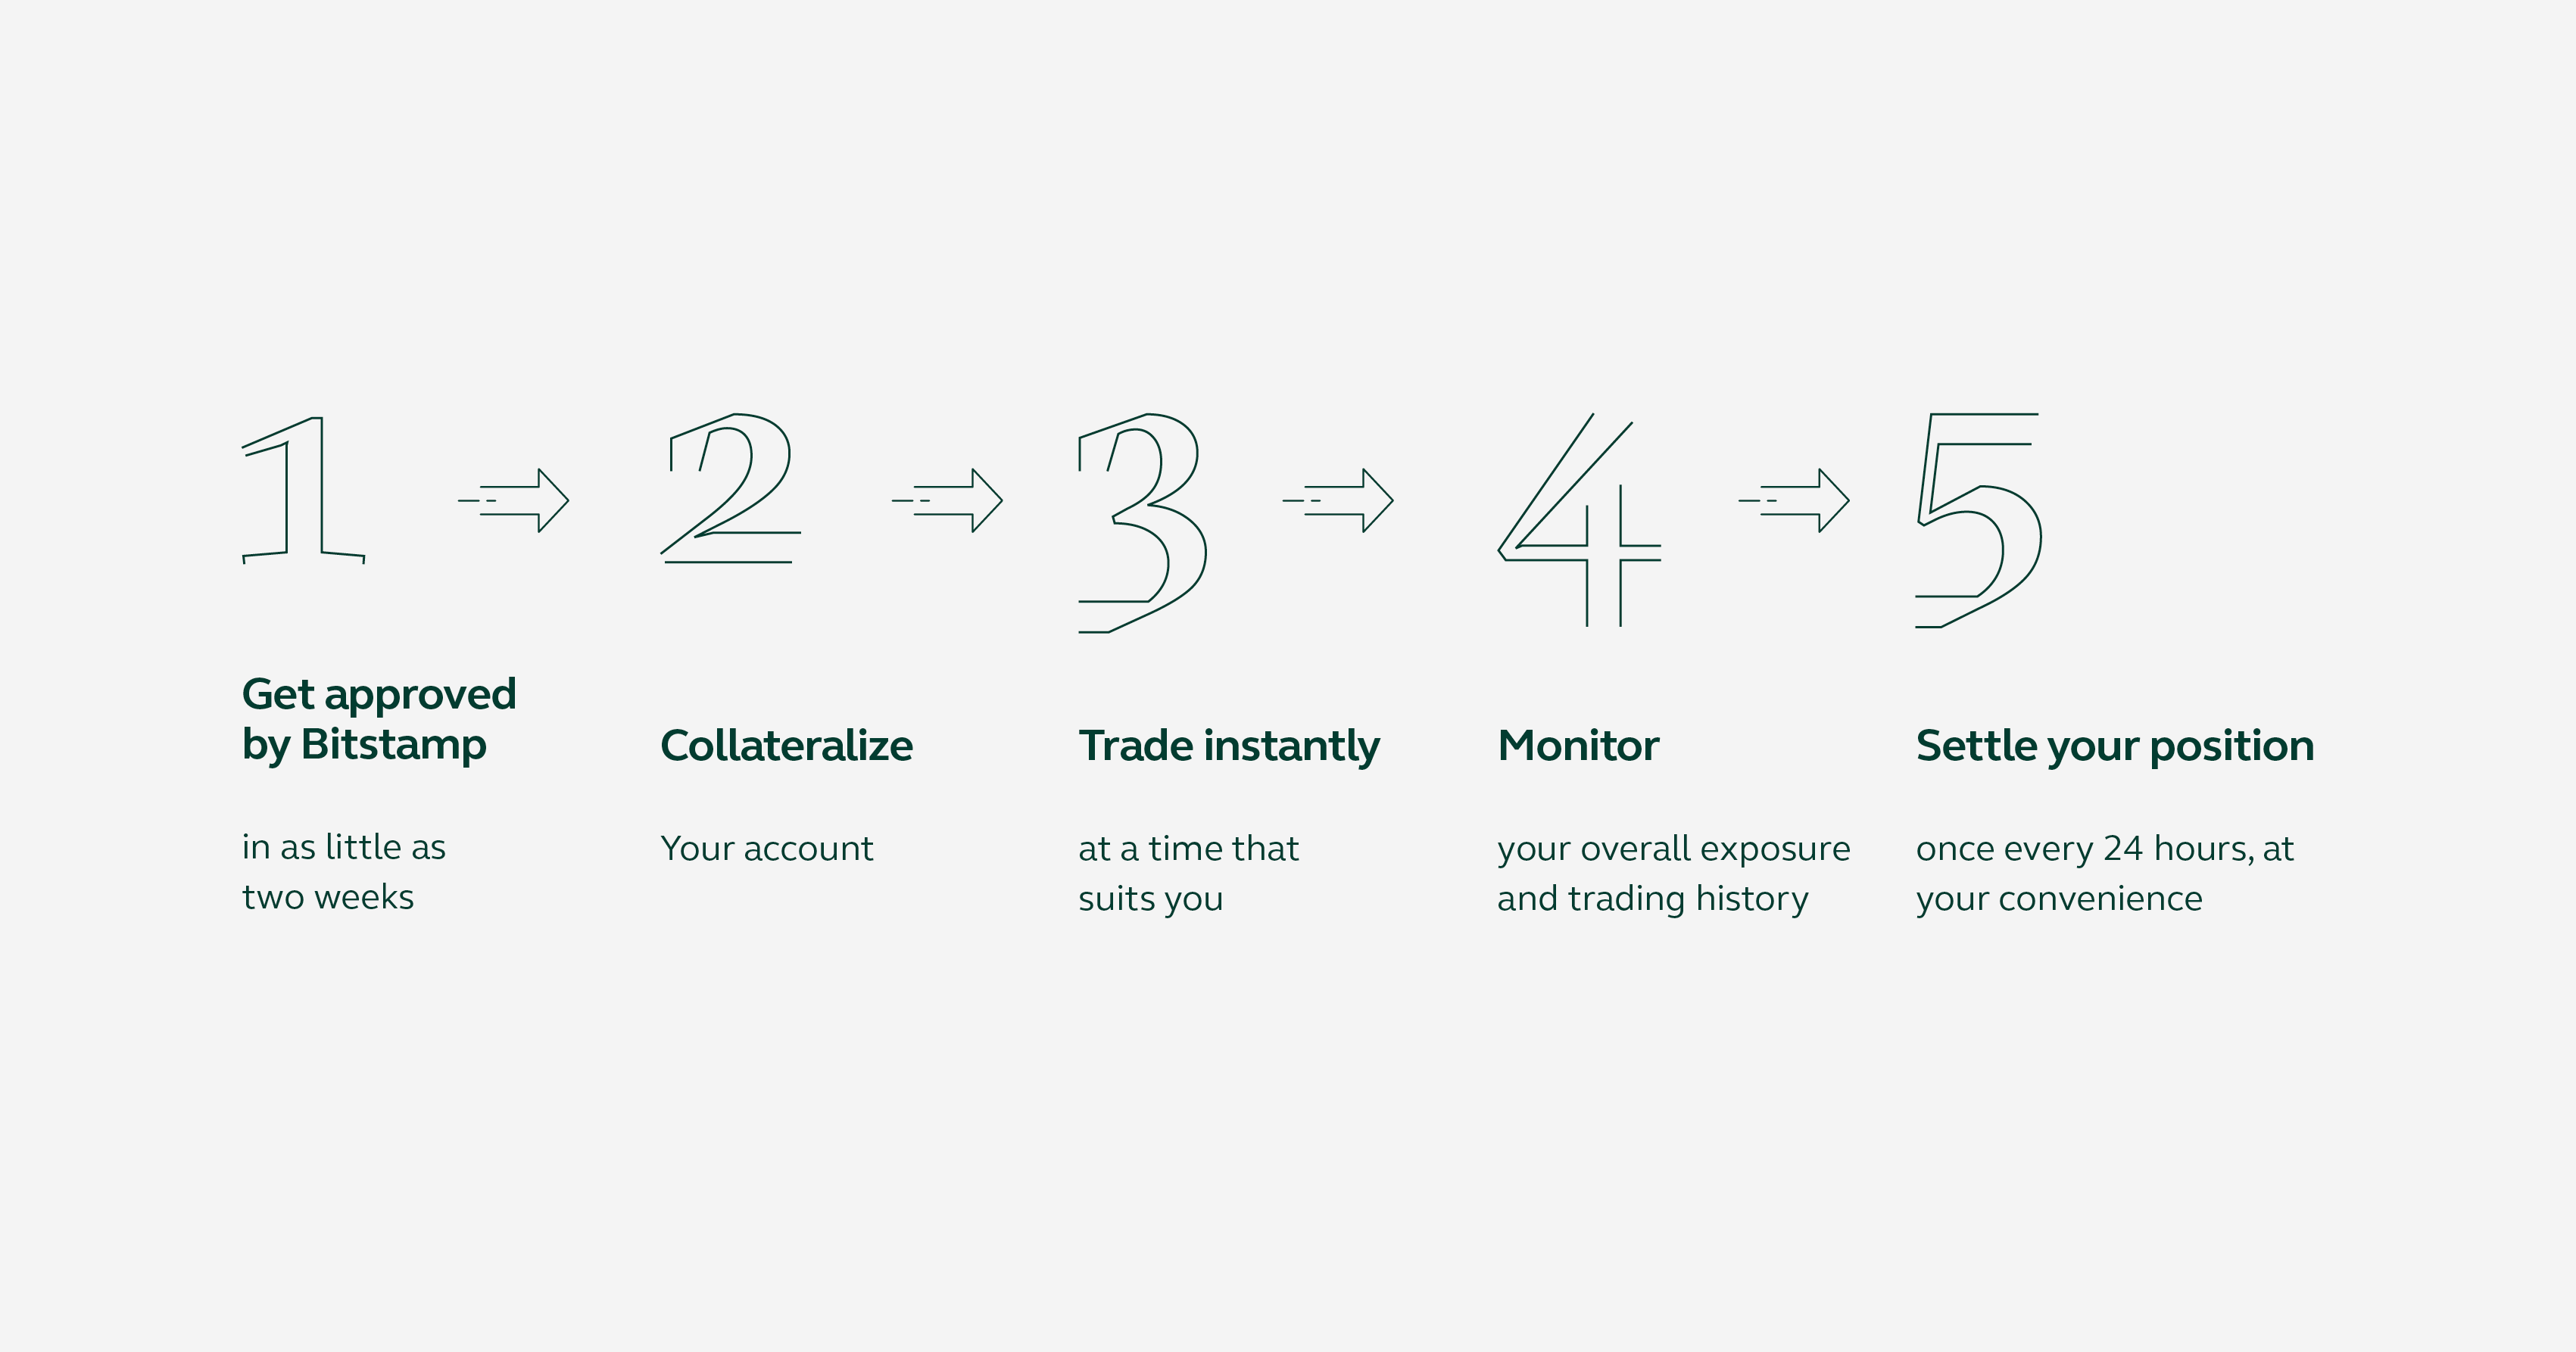 1
2
3
4
5
Get approved
by Bitstamp
in as little as
two weeks
Collateralize
Your account
Trade instantly
at a time that
suits you
Monitor
your overall exposure
and trading history
Settle your position
once every 24 hours, at
your convenience